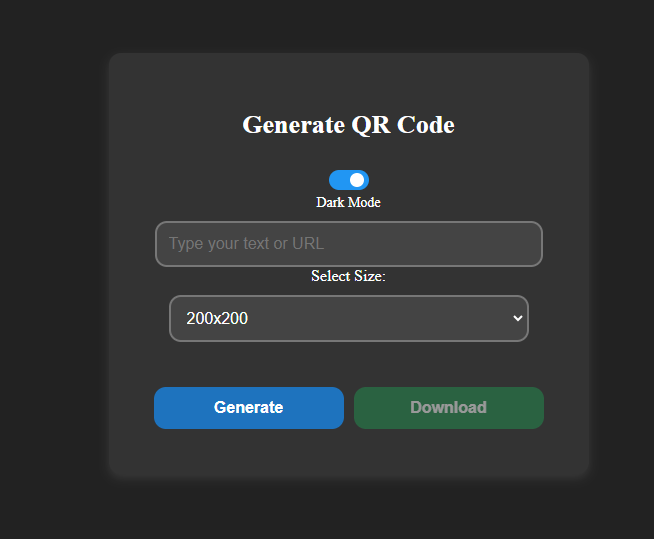 Generate QR Code
Dark Mode
Type your text or URL
Select Size:
200x200
Generate
Download